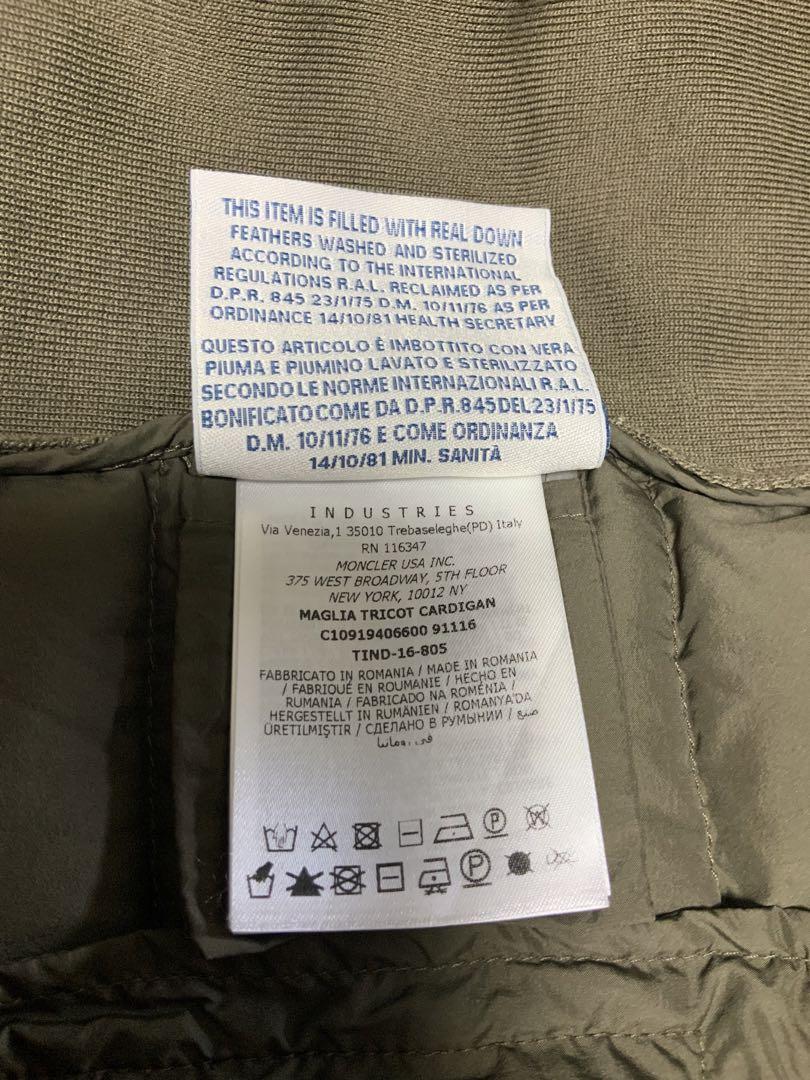 THIS ITEM IS FILLED WITH REAL DOWN
FEATHERS WASHED AND STERILIZED
ACCORDING TO THE INTERNATIONAL
REGULATIONS R.A.L. RECLAIMED AS PER
D.P.R. 845 23/1/75 D.M. 10/11/76 AS PER
ORDINANCE 14/10/81 HEALTH SECRETARY
QUESTO ARTICOLO È IMBOTTITO CON VERA
PIUMA E PIUMINO LAVATO E STERILIZZATO
SECONDO LE NORME INTERNAZIONALI R.A.L.
BONIFICATO COME DA D.P.R. 845 DEL 23/1/75
D.M. 10/11/76 E COME ORDINANZA
14/10/81 MIN. SANITÀ
INDUSTRIES
Via Venezia,1 35010 Trebaseleghe(PD) Italy
RN 116347
MONCLER USA INC.
375 WEST BROADWAY, 5TH FLOOR
NEW YORK, 10012 NY
MAGLIA TRICOT CARDIGAN
C10919406600 91116
TIND-16-805
FABBRICATO IN ROMANIA / MADE IN ROMANIA
/ FABRIQUÉ EN ROUMANIE / HECHO EN
RUMANIA / FABRICADO NA ROMÉNIA /
HERGESTELLT IN RUMÄNIEN / ROMANYA'DA
ÜRETILMIŞTIR / СДЕЛАНО В РУМЫНИИ / صنع
في رومانيا
P
P